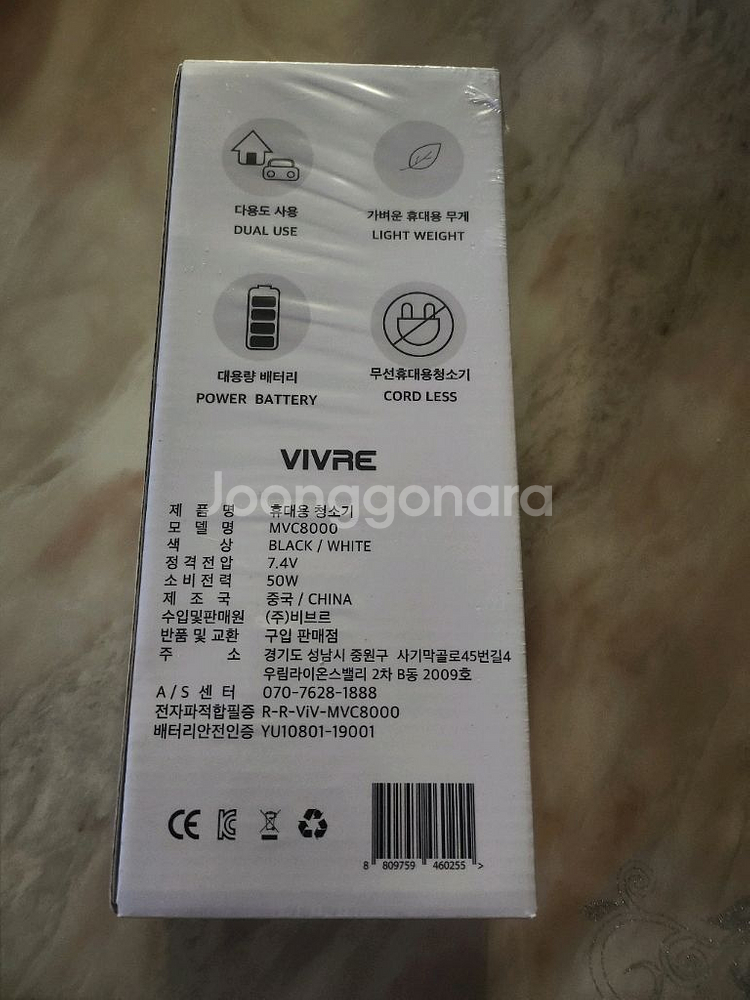 다용도 사용
DUAL USE
가벼운 휴대용 무게
LIGHT WEIGHT
대용량 배터리
POWER BATTERY
무선휴대용청소기
CORD LESS
VIVRE
Joonggonara
제 품 명 휴대용 청소기
모 델 명 MVC8000
색 상 BLACK / WHITE
정격전압 7.4V
소비전력 50W
제 조 국 중국 / CHINA
수입및판매원 (주)비브르
반품 및 교환 구입 판매점
주 소 경기도 성남시 중원구 사기막골로45번길4
우림라이온스밸리 2차 B동 2009호
A / S 센 터 070-7628-1888
전자파적합필증 R-R-ViV-MVC8000
배터리안전인증 YU10801-19001
CE
8 809759 460255 >